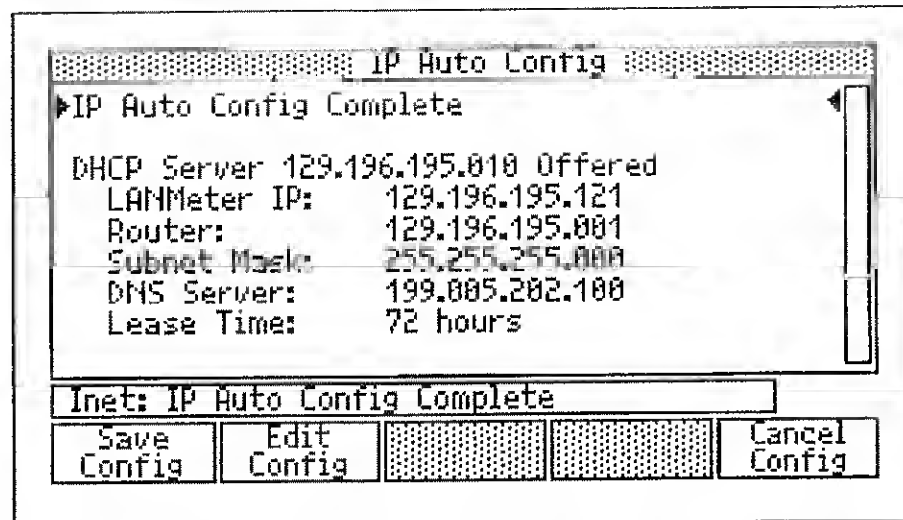 IP Auto Config
IP Auto Config Complete
DHCP Server 129.196.195.010 Offered
LANMeter IP: 129.196.195.121
Router: 129.196.195.001
Subnet Mask: 255.255.255.000
DNS Server: 199.005.202.100
Lease Time: 72 hours
Inet: IP Auto Config Complete
Save Config
Edit Config
Cancel Config